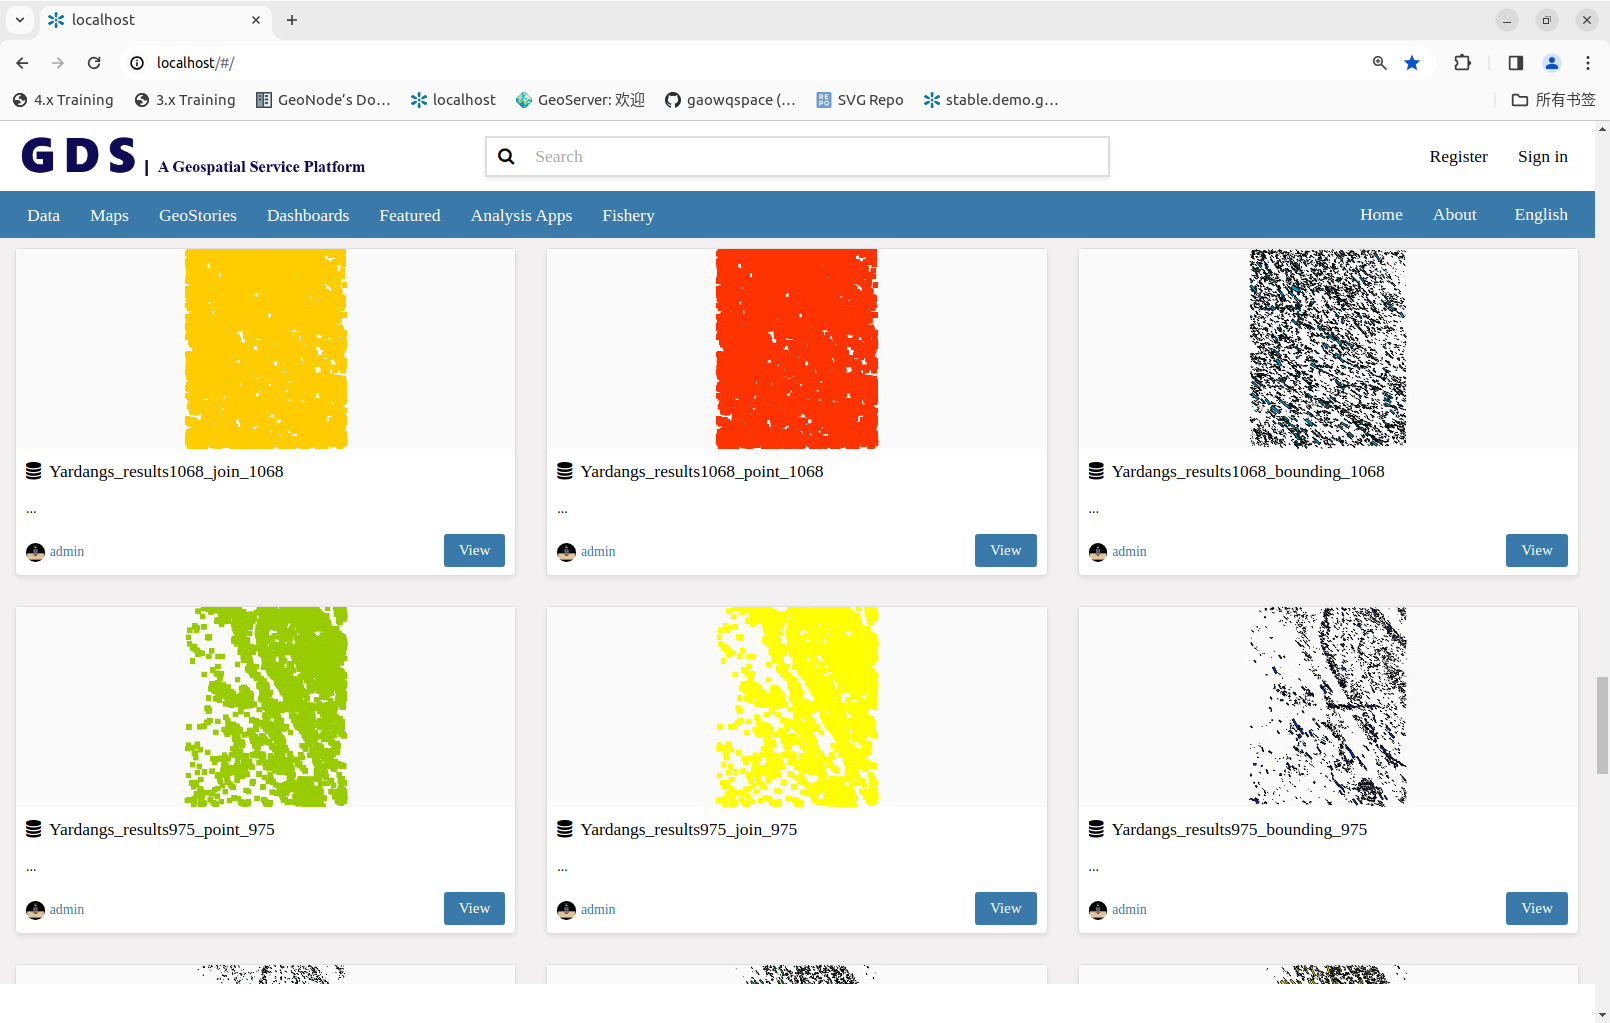 localhost
localhost/#/
4.x Training 3.x Training GeoNode’s Do... localhost GeoServer: 欢迎 gaowqspace (... SVG Repo stable.demo.g... 所有书签
GDS | A Geospatial Service Platform
Search
Register Sign in
Data Maps GeoStories Dashboards Featured Analysis Apps Fishery Home About English
Yardangs_results1068_join_1068
...
admin View
Yardangs_results1068_point_1068
...
admin View
Yardangs_results1068_bounding_1068
...
admin View
Yardangs_results975_point_975
...
admin View
Yardangs_results975_join_975
...
admin View
Yardangs_results975_bounding_975
...
admin View